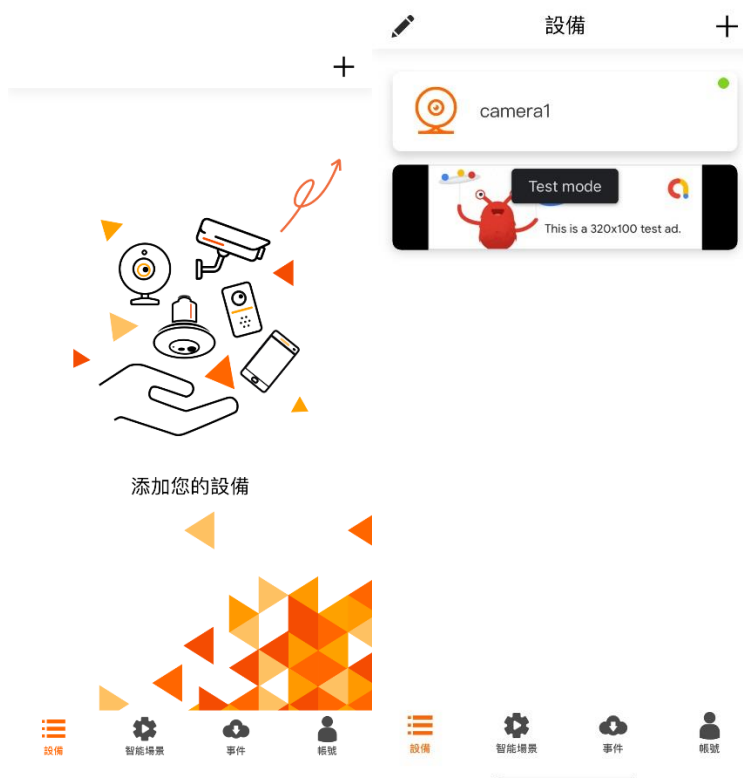 添加您的設備
設備
智能場景
事件
帳號
設備
camera1
Test mode
This is a 320x100 test ad.
設備
智能場景
事件
帳號